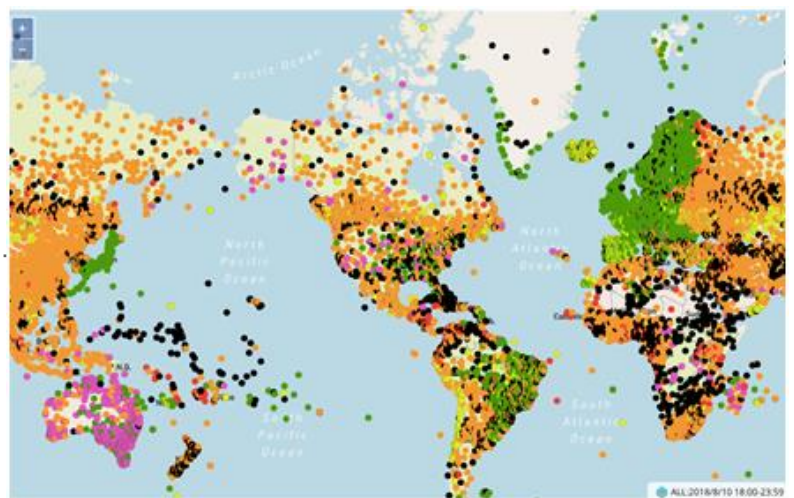 +
−
Arctic Ocean
North
Pacific
Ocean
North
Atlantic
Ocean
South
Pacific
Ocean
South
Atlantic
Ocean
ALL:2018/8/10 18:00-23:59